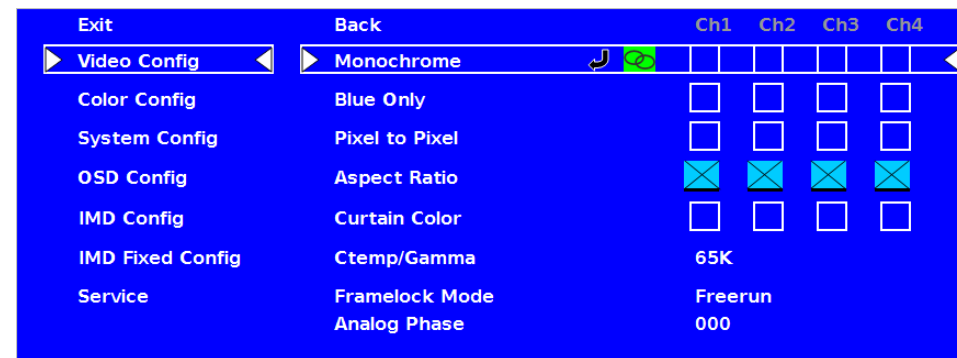 Exit Back Ch1 Ch2 Ch3 Ch4
Video Config Monochrome
Color Config Blue Only
System Config Pixel to Pixel
OSD Config Aspect Ratio
IMD Config Curtain Color
IMD Fixed Config Ctemp/Gamma 65K
Service Framelock Mode Freerun
Analog Phase 000